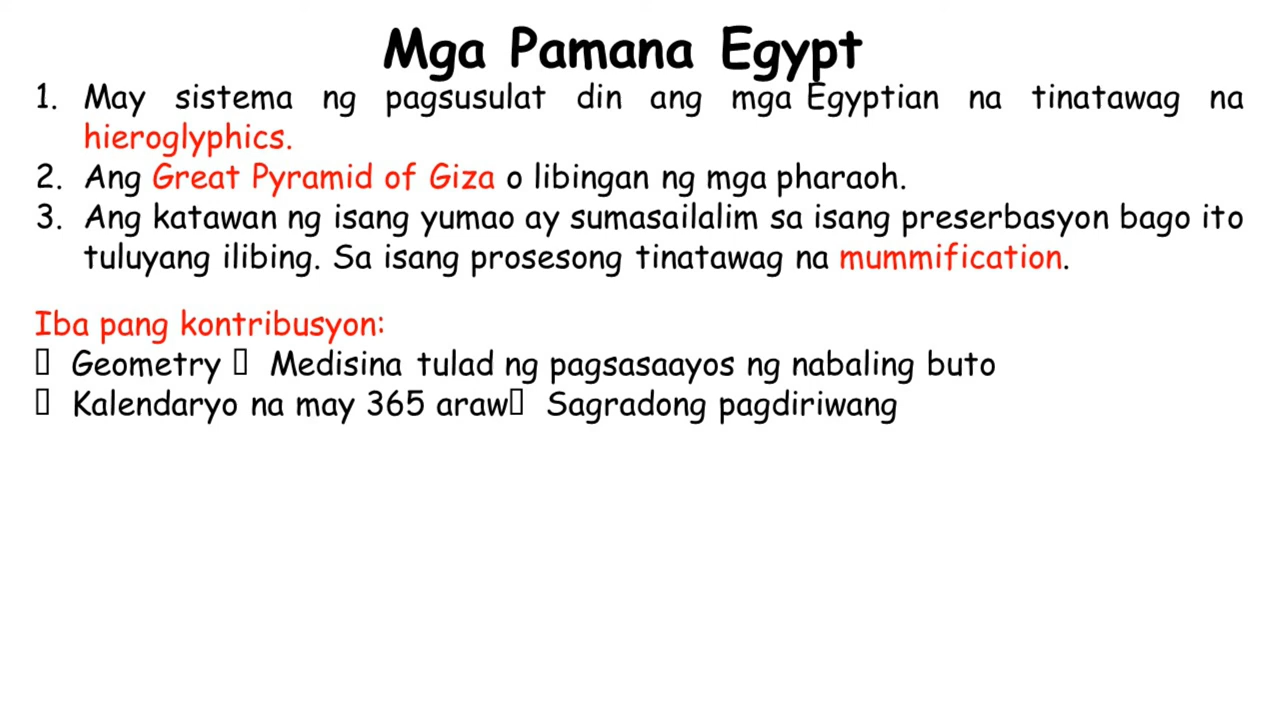 Mga Pamana Egypt
1. May sistema ng pagsusulat din ang mga Egyptian na tinatawag na
hieroglyphics.
2. Ang Great Pyramid of Giza o libingan ng mga pharaoh.
3. Ang katawan ng isang yumao ay sumasailalim sa isang preserbasyon bago ito
tuluyang ilibing. Sa isang prosesong tinatawag na mummification.
Iba pang kontribusyon:
▯ Geometry ▯ Medisina tulad ng pagsasaayos ng nabaling buto
▯ Kalendaryo na may 365 araw▯ Sagradong pagdiriwang